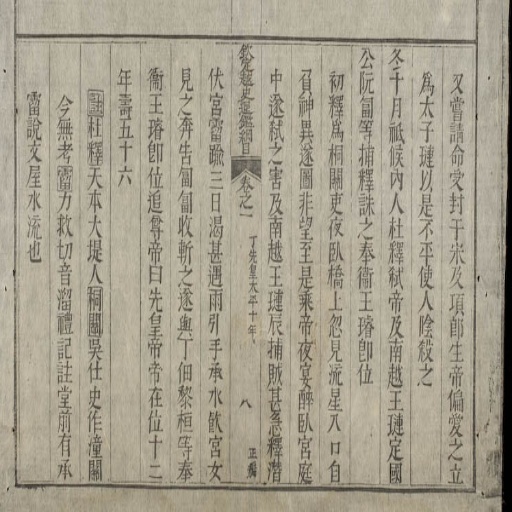 又嘗請命受封于宋及項郎生帝偏愛之立
爲太子璉以是不平使人陰殺之
冬十月祗候內人杜釋弒帝及南越王璉定國
公阮匐等捕釋誅之奉衞王璿即位
初釋爲桐關吏夜臥橋上忽見流星入口自
負神異遂圖非望至是乘帝夜宴醉臥宮庭
中遂弒之害及南越王璉辰捕賊甚急釋潛
欽定越史通鑑綱目 卷之一 丁先皇太平十年 八 正編
伏宮霤踰三日渴甚遇雨引手承水飮宮女
見之奔告匐匐收斬之遂與丁佃黎桓等奉
衞王璿即位追尊帝曰先皇帝帝在位十二
年壽五十六
註杜釋天本大堤人桐關吳仕史作潼關
今無考霤力救切音溜禮記註堂前有承
霤說文屋水流也